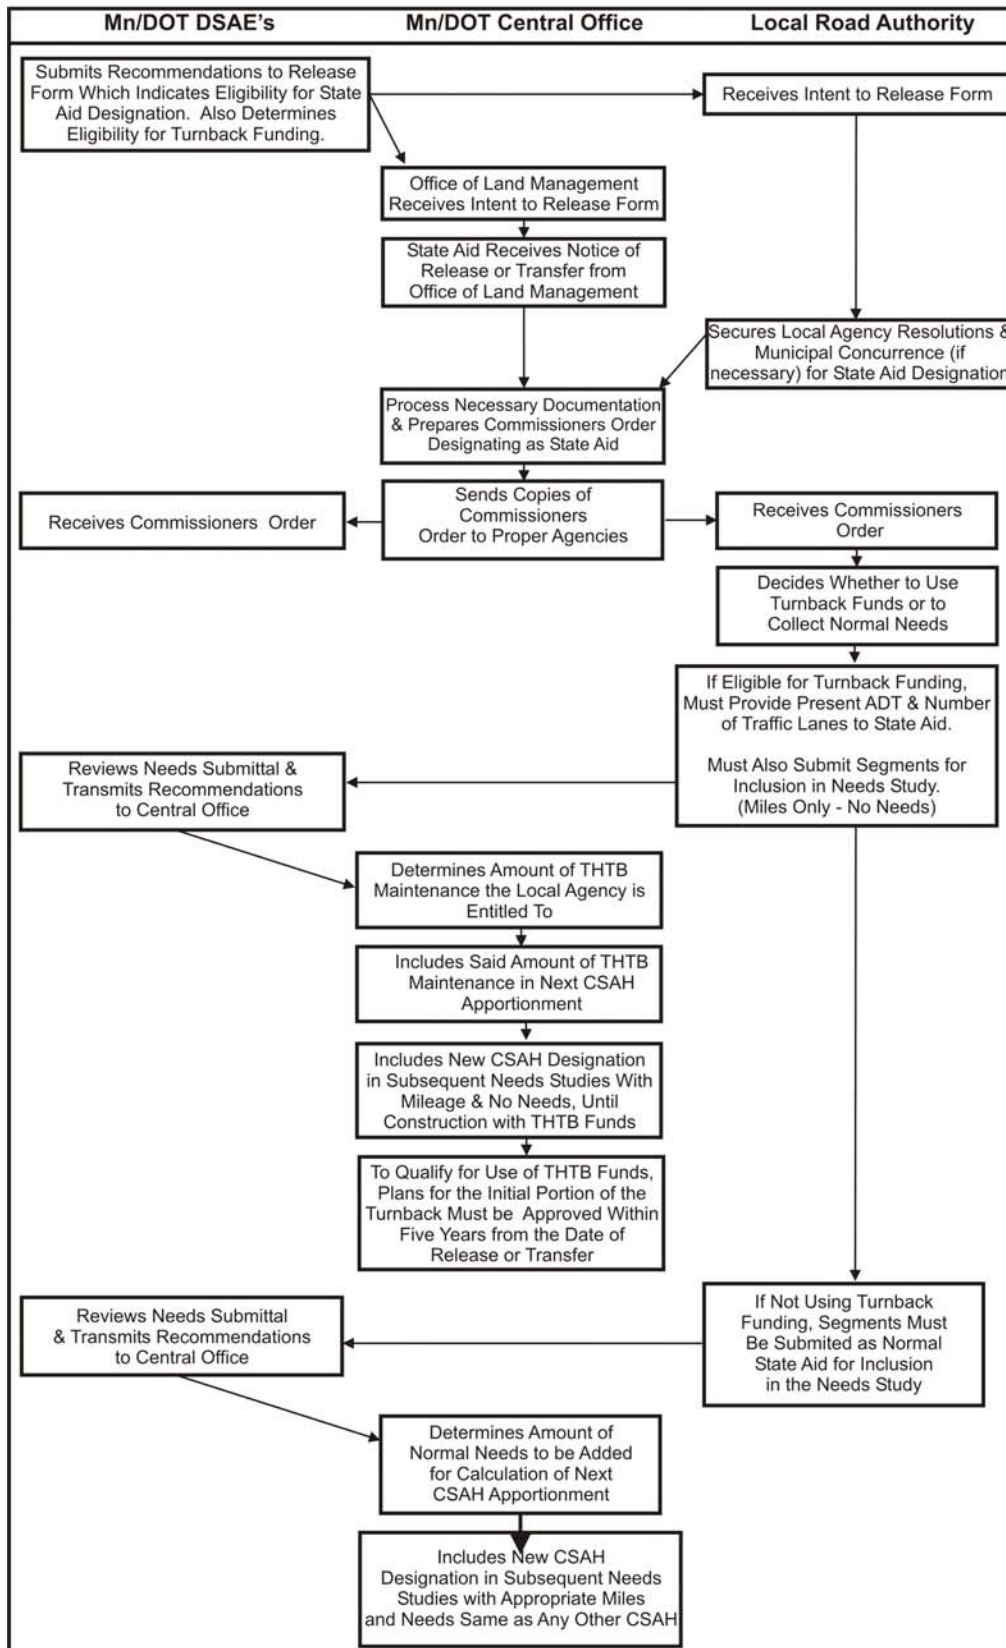 Mn/DOT DSAE's
Mn/DOT Central Office
Local Road Authority
Submits Recommendations to Release
Form Which Indicates Eligibility for State
Aid Designation. Also Determines
Eligibility for Turnback Funding.
Receives Intent to Release Form
Office of Land Management
Receives Intent to Release Form
State Aid Receives Notice of
Release or Transfer from
Office of Land Management
Secures Local Agency Resolutions &
Municipal Concurrence (if
necessary) for State Aid Designation
Process Necessary Documentation
& Prepares Commissioners Order
Designating as State Aid
Sends Copies of
Commissioners
Order to Proper Agencies
Receives Commissioners Order
Receives Commissioners
Order
Decides Whether to Use
Turnback Funds or to
Collect Normal Needs
If Eligible for Turnback Funding,
Must Provide Present ADT & Number
of Traffic Lanes to State Aid.
Must Also Submit Segments for
Inclusion in Needs Study.
(Miles Only - No Needs)
Reviews Needs Submittal &
Transmits Recommendations
to Central Office
Determines Amount of THTB
Maintenance the Local Agency is
Entitled To
Includes Said Amount of THTB
Maintenance in Next CSAH
Apportionment
Includes New CSAH Designation
in Subsequent Needs Studies With
Mileage & No Needs, Until
Construction with THTB Funds
To Qualify for Use of THTB Funds,
Plans for the Initial Portion of the
Turnback Must be Approved Within
Five Years from the Date of
Release or Transfer
If Not Using Turnback
Funding, Segments Must
Be Submited as Normal
State Aid for Inclusion
in the Needs Study
Reviews Needs Submittal
& Transmits Recommendations
to Central Office
Determines Amount of
Normal Needs to be Added
for Calculation of Next
CSAH Apportionment
Includes New CSAH
Designation in Subsequent Needs
Studies with Appropriate Miles
and Needs Same as Any Other CSAH